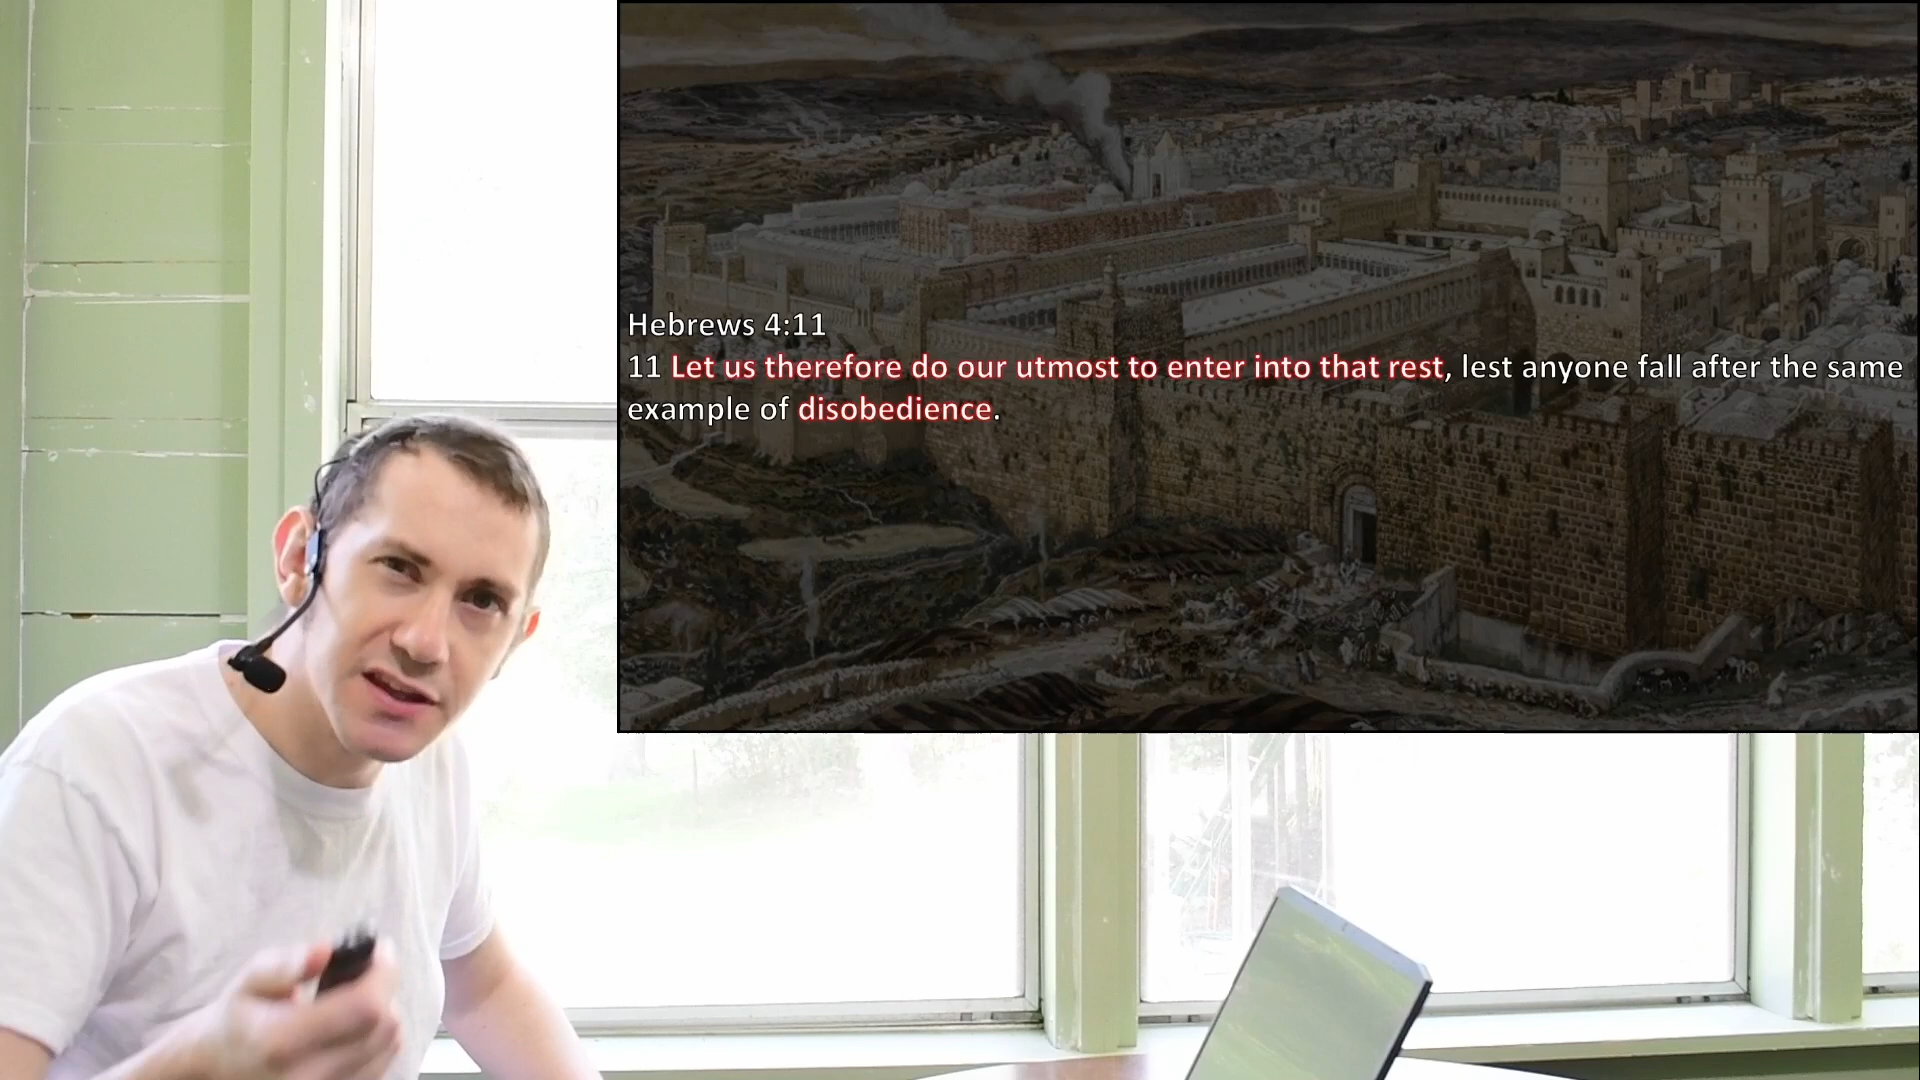 Hebrews 4:11
11 Let us therefore do our utmost to enter into that rest, lest anyone fall after the same
example of disobedience.